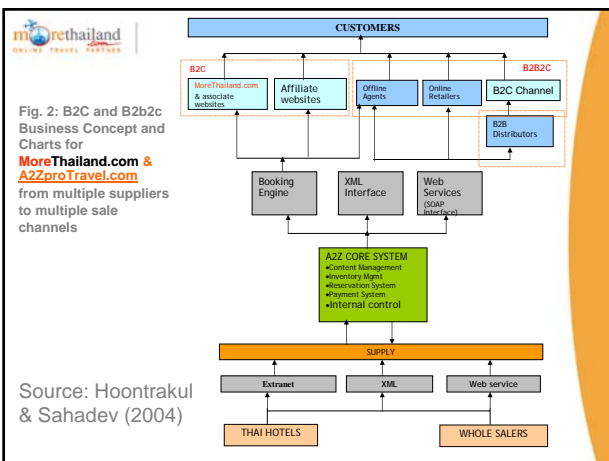 morethailand
.com
ONLINE TRAVEL PARTNER
Fig. 2: B2C and B2b2c
Business Concept and
Charts for
MoreThailand.com &
A2ZproTravel.com
from multiple suppliers
to multiple sale
channels
Source: Hoontrakul
& Sahadev (2004)
CUSTOMERS
B2C
B2B2C
MoreThailand.com
& associate
websites
Affiliate
websites
Offline
Agents
Online
Retailers
B2C Channel
B2B
Distributors
Booking
Engine
XML
Interface
Web
Services
(SOAP
Interface)
A2Z CORE SYSTEM
•Content Management
•Inventory Mgmt
•Reservation System
•Payment System
•Internal control
SUPPLY
Extranet
XML
Web service
THAI HOTELS
WHOLE SALERS